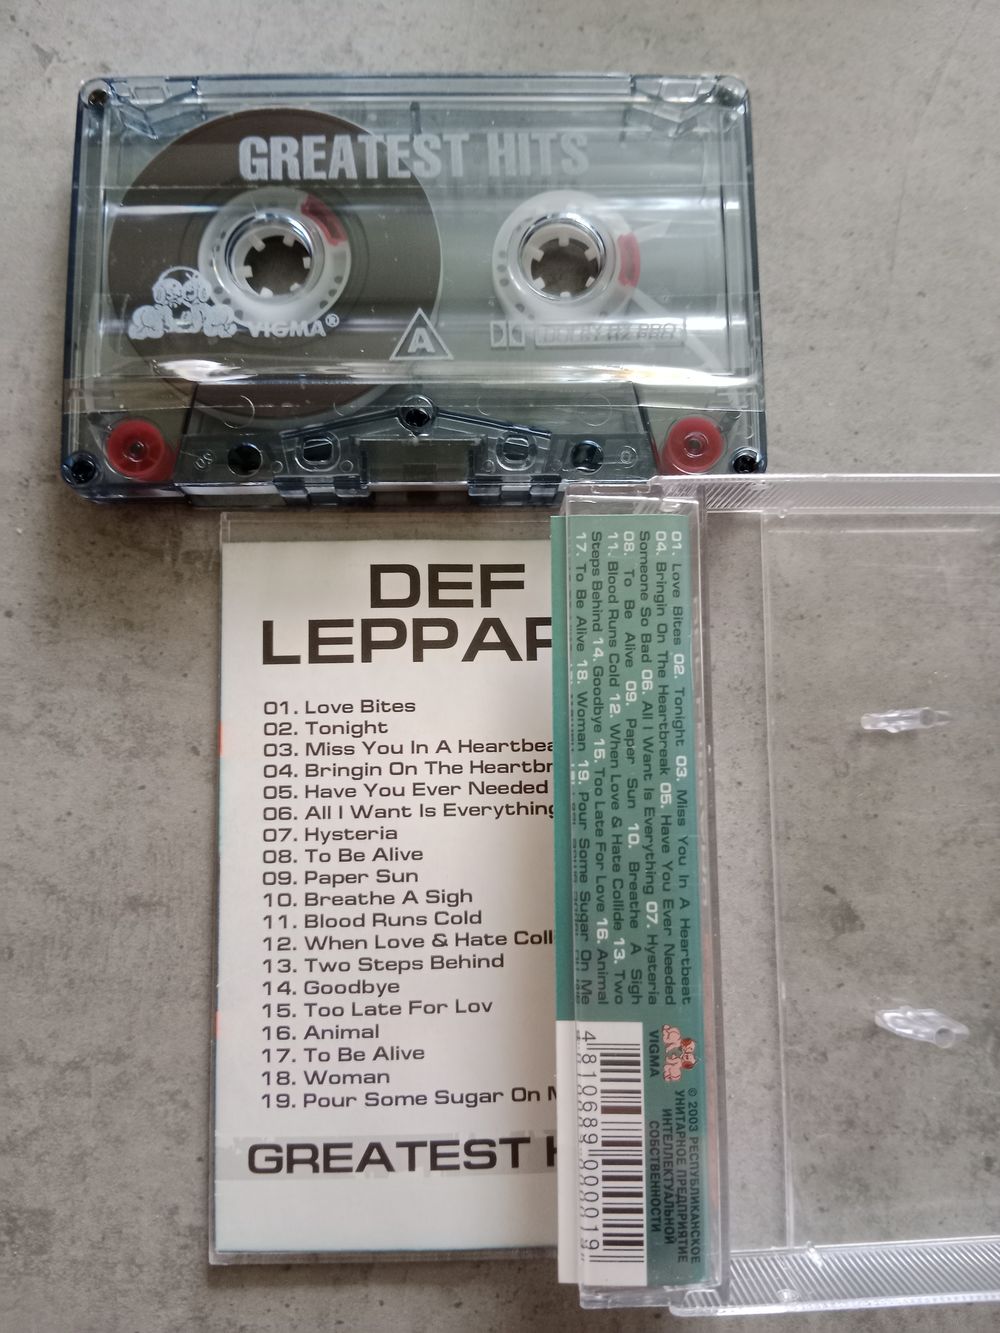 GREATEST HITS
VIGMA®
A
DOLBY HX PRO
DEF
LEPPAR
01. Love Bites
02. Tonight
03. Miss You In A Heartbea
04. Bringin On The Heartbr
05. Have You Ever Needed
06. All I Want Is Everything
07. Hysteria
08. To Be Alive
09. Paper Sun
10. Breathe A Sigh
11. Blood Runs Cold
12. When Love & Hate Coll
13. Two Steps Behind
14. Goodbye
15. Too Late For Lov
16. Animal
17. To Be Alive
18. Woman
19. Pour Some Sugar On M
GREATEST H
01. Love Bites 02. Tonight 03. Miss You In A Heartbeat
04. Bringin On The Heartbreak 05. Have You Ever Needed
Someone So Bad 06. All I Want Is Everything 07. Hysteria
08. To Be Alive 09. Paper Sun 10. Breathe A Sigh
11. Blood Runs Cold 12. When Love & Hate Collide 13. Two
Steps Behind 14. Goodbye 15. Too Late For Love 16. Animal
17. To Be Alive 18. Woman 19. Pour Some Sugar On Me
VIGMA
© 2003 РЕСПУБЛИКАНСКОЕ
УНИТАРНОЕ ПРЕДПРИЯТИЕ
ИНТЕЛЛЕКТУАЛЬНОЙ
СОБСТВЕННОСТИ
4 810689 000019